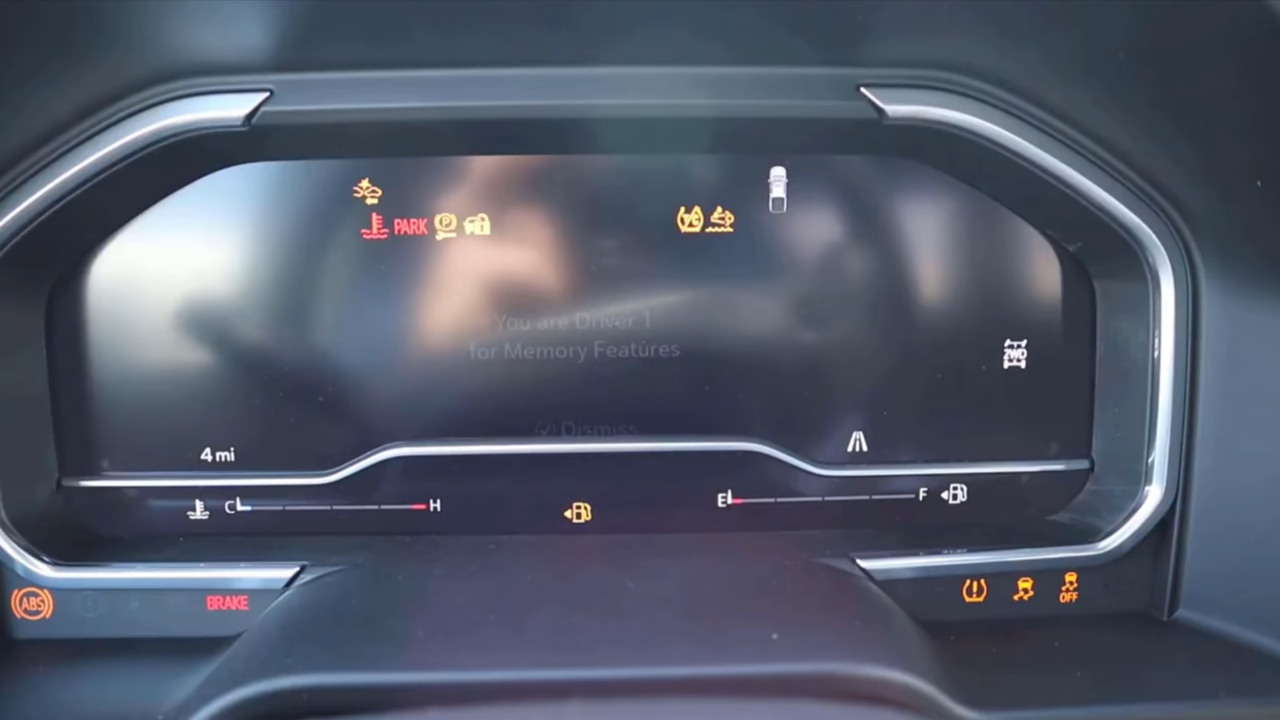 PARK P
T/C
You are Driver 1
for Memory Features
2WD
Dismiss
4 mi
C H
E F
ABS
BRAKE
OFF